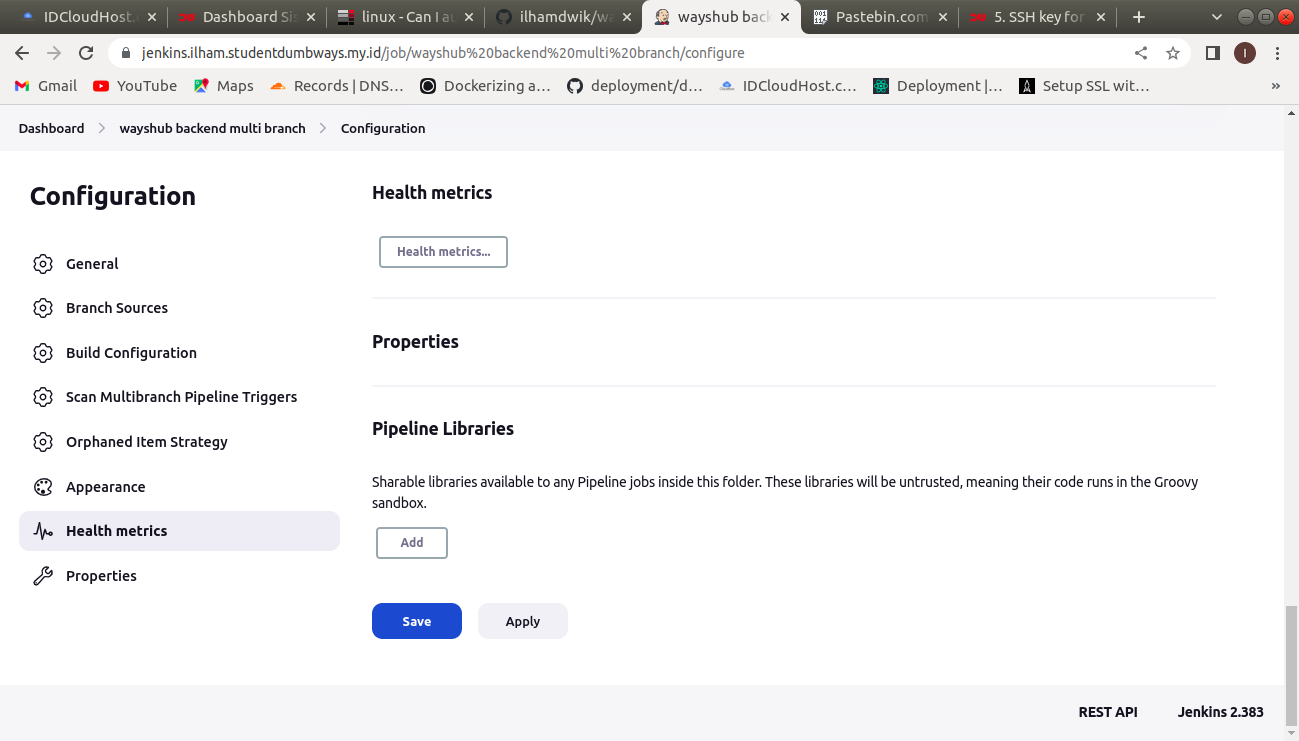 IDCloudHost.
Dashboard Sis
linux - Can I au
ilhamdwik/wa
wayshub back
Pastebin.com
5. SSH key for
jenkins.ilham.studentdumbways.my.id/job/wayshub%20backend%20multi%20branch/configure
I
Gmail
YouTube
Maps
Records | DNS...
Dockerizing a...
deployment/d...
IDCloudHost.c...
Deployment |...
Setup SSL wit...
»
Dashboard
wayshub backend multi branch
Configuration
Configuration
General
Branch Sources
Build Configuration
Scan Multibranch Pipeline Triggers
Orphaned Item Strategy
Appearance
Health metrics
Properties
Health metrics
Health metrics...
Properties
Pipeline Libraries
Sharable libraries available to any Pipeline jobs inside this folder. These libraries will be untrusted, meaning their code runs in the Groovy
sandbox.
Add
Save
Apply
REST API
Jenkins 2.383